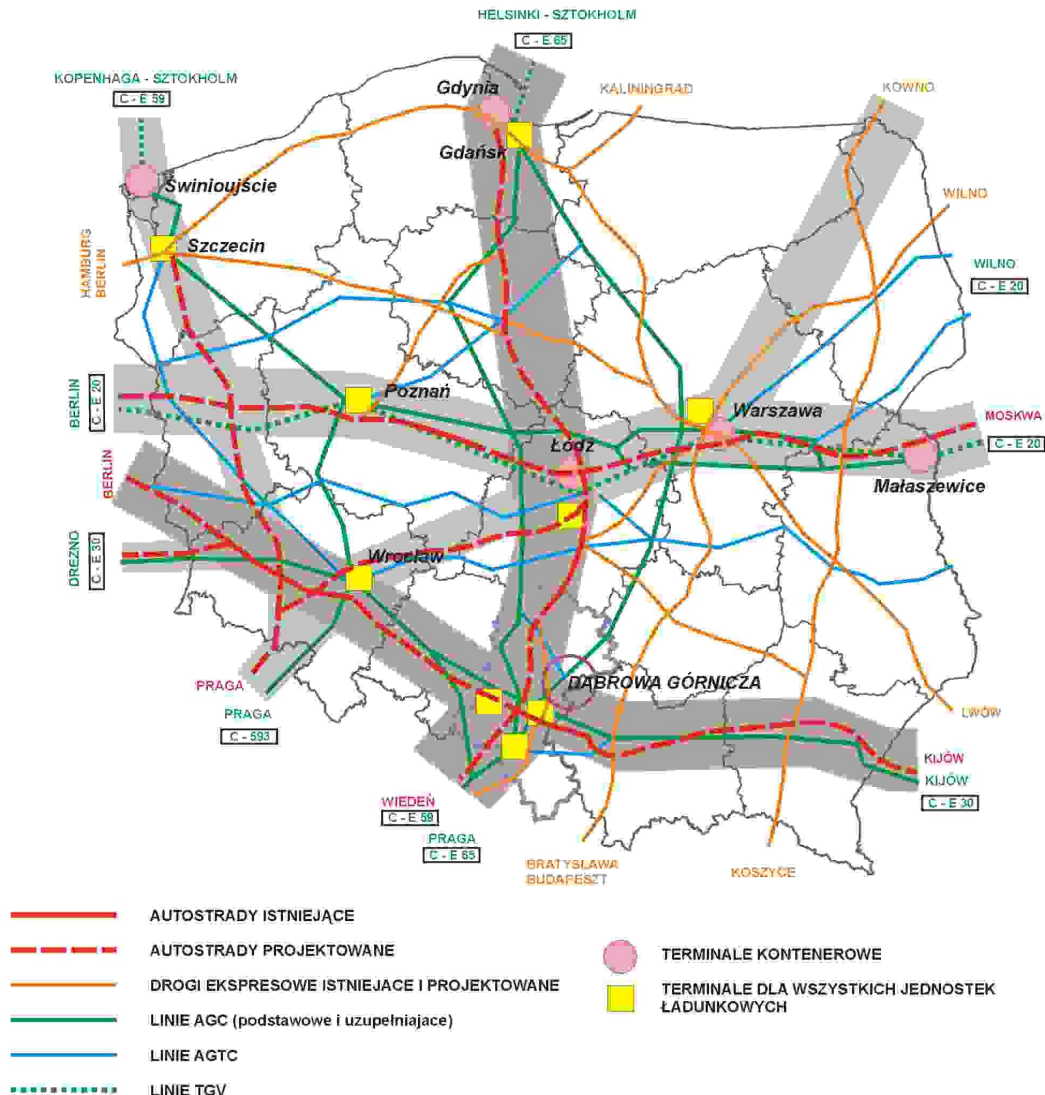 HELSINKI - SZTOKHOLM
C - E 65
KOPENHAGA - SZTOKHOLM
C - E 59
Gdynia
KALININGRAD
KOWNO
Gdańsk
Świnioujście
WILNO
Szczecin
HAMBURG
BERLIN
WILNO
C - E 20
BERLIN
C - E 20
Poznań
Warszawa
MOSKWA
C - E 20
Łódz
BERLIN
Małaszewice
DREZNO
C - E 30
Wrocław
PRAGA
DĄBROWA GÓRNICZA
PRAGA
C - 593
LWÓW
KIJÓW
KIJÓW
C - E 30
WIEDEŃ
C - E 59
PRAGA
C - E 65
BRATYSŁAWA
BUDAPESZT
KOSZYCE
AUTOSTRADY ISTNIEJĄCE
AUTOSTRADY PROJEKTOWANE
DROGI EKSPRESOWE ISTNIEJACE I PROJEKTOWANE
LINIE AGC (podstawowe i uzupełniajace)
LINIE AGTC
LINIE TGV
TERMINALE KONTENEROWE
TERMINALE DLA WSZYSTKICH JEDNOSTEK
ŁADUNKOWYCH